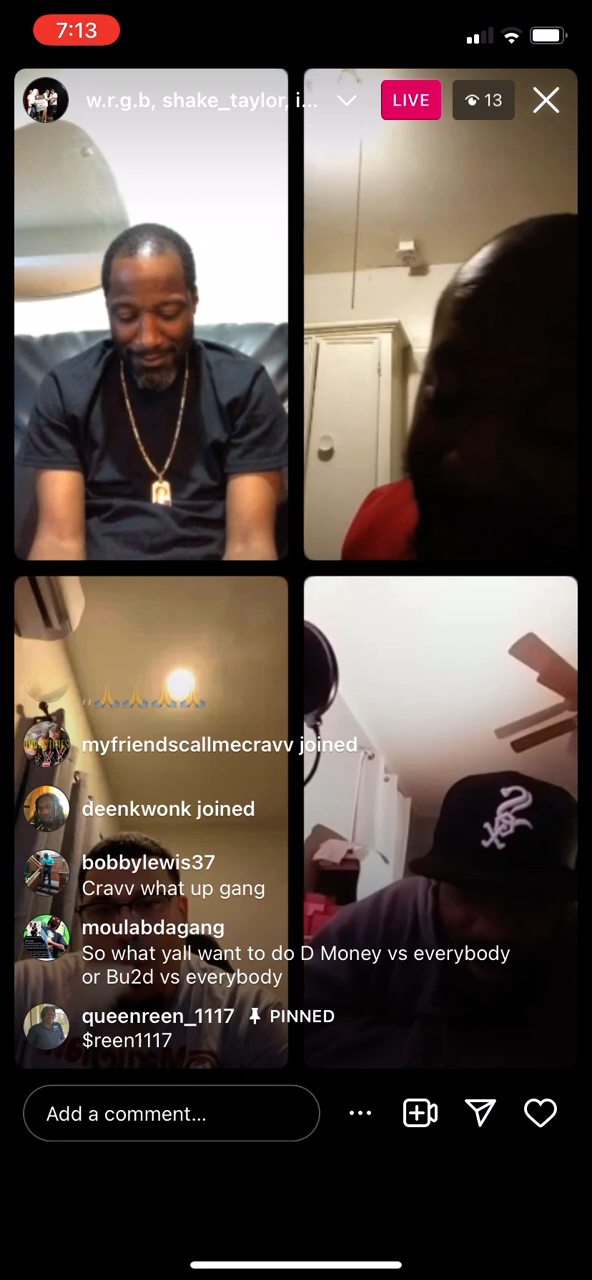 7:13
w.r.g.b, shake_taylor, i...
LIVE
13
myfriendscallmecravv joined
deenkwonk joined
bobbylewis37
Cravv what up gang
moulabdagang
So what yall want to do D Money vs everybody
or Bu2d vs everybody
queenreen_1117 PINNED
$reen1117
Add a comment...